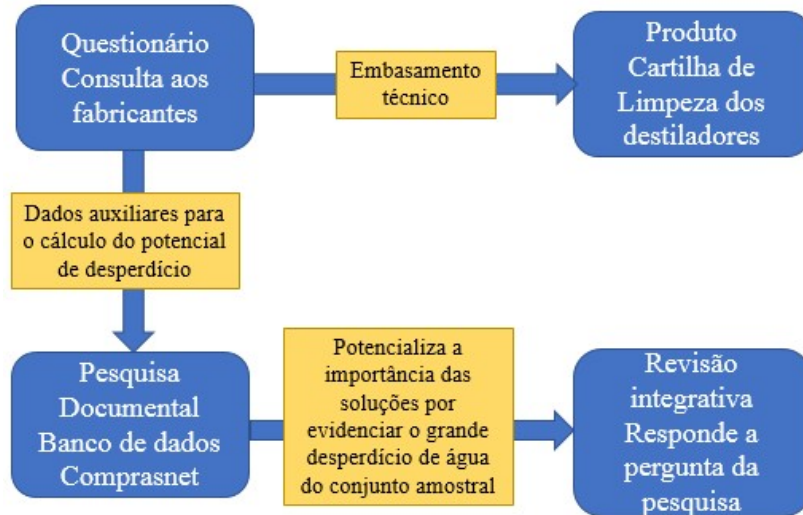 Questionário
Consulta aos
fabricantes
Embasamento
técnico
Produto
Cartilha de
Limpeza dos
destiladores
Dados auxiliares para
o cálculo do potencial
de desperdício
Pesquisa
Documental
Banco de dados
Comprasnet
Potencializa a
importância das
soluções por
evidenciar o grande
desperdício de água
do conjunto amostral
Revisão
integrativa
Responde a
pergunta da
pesquisa